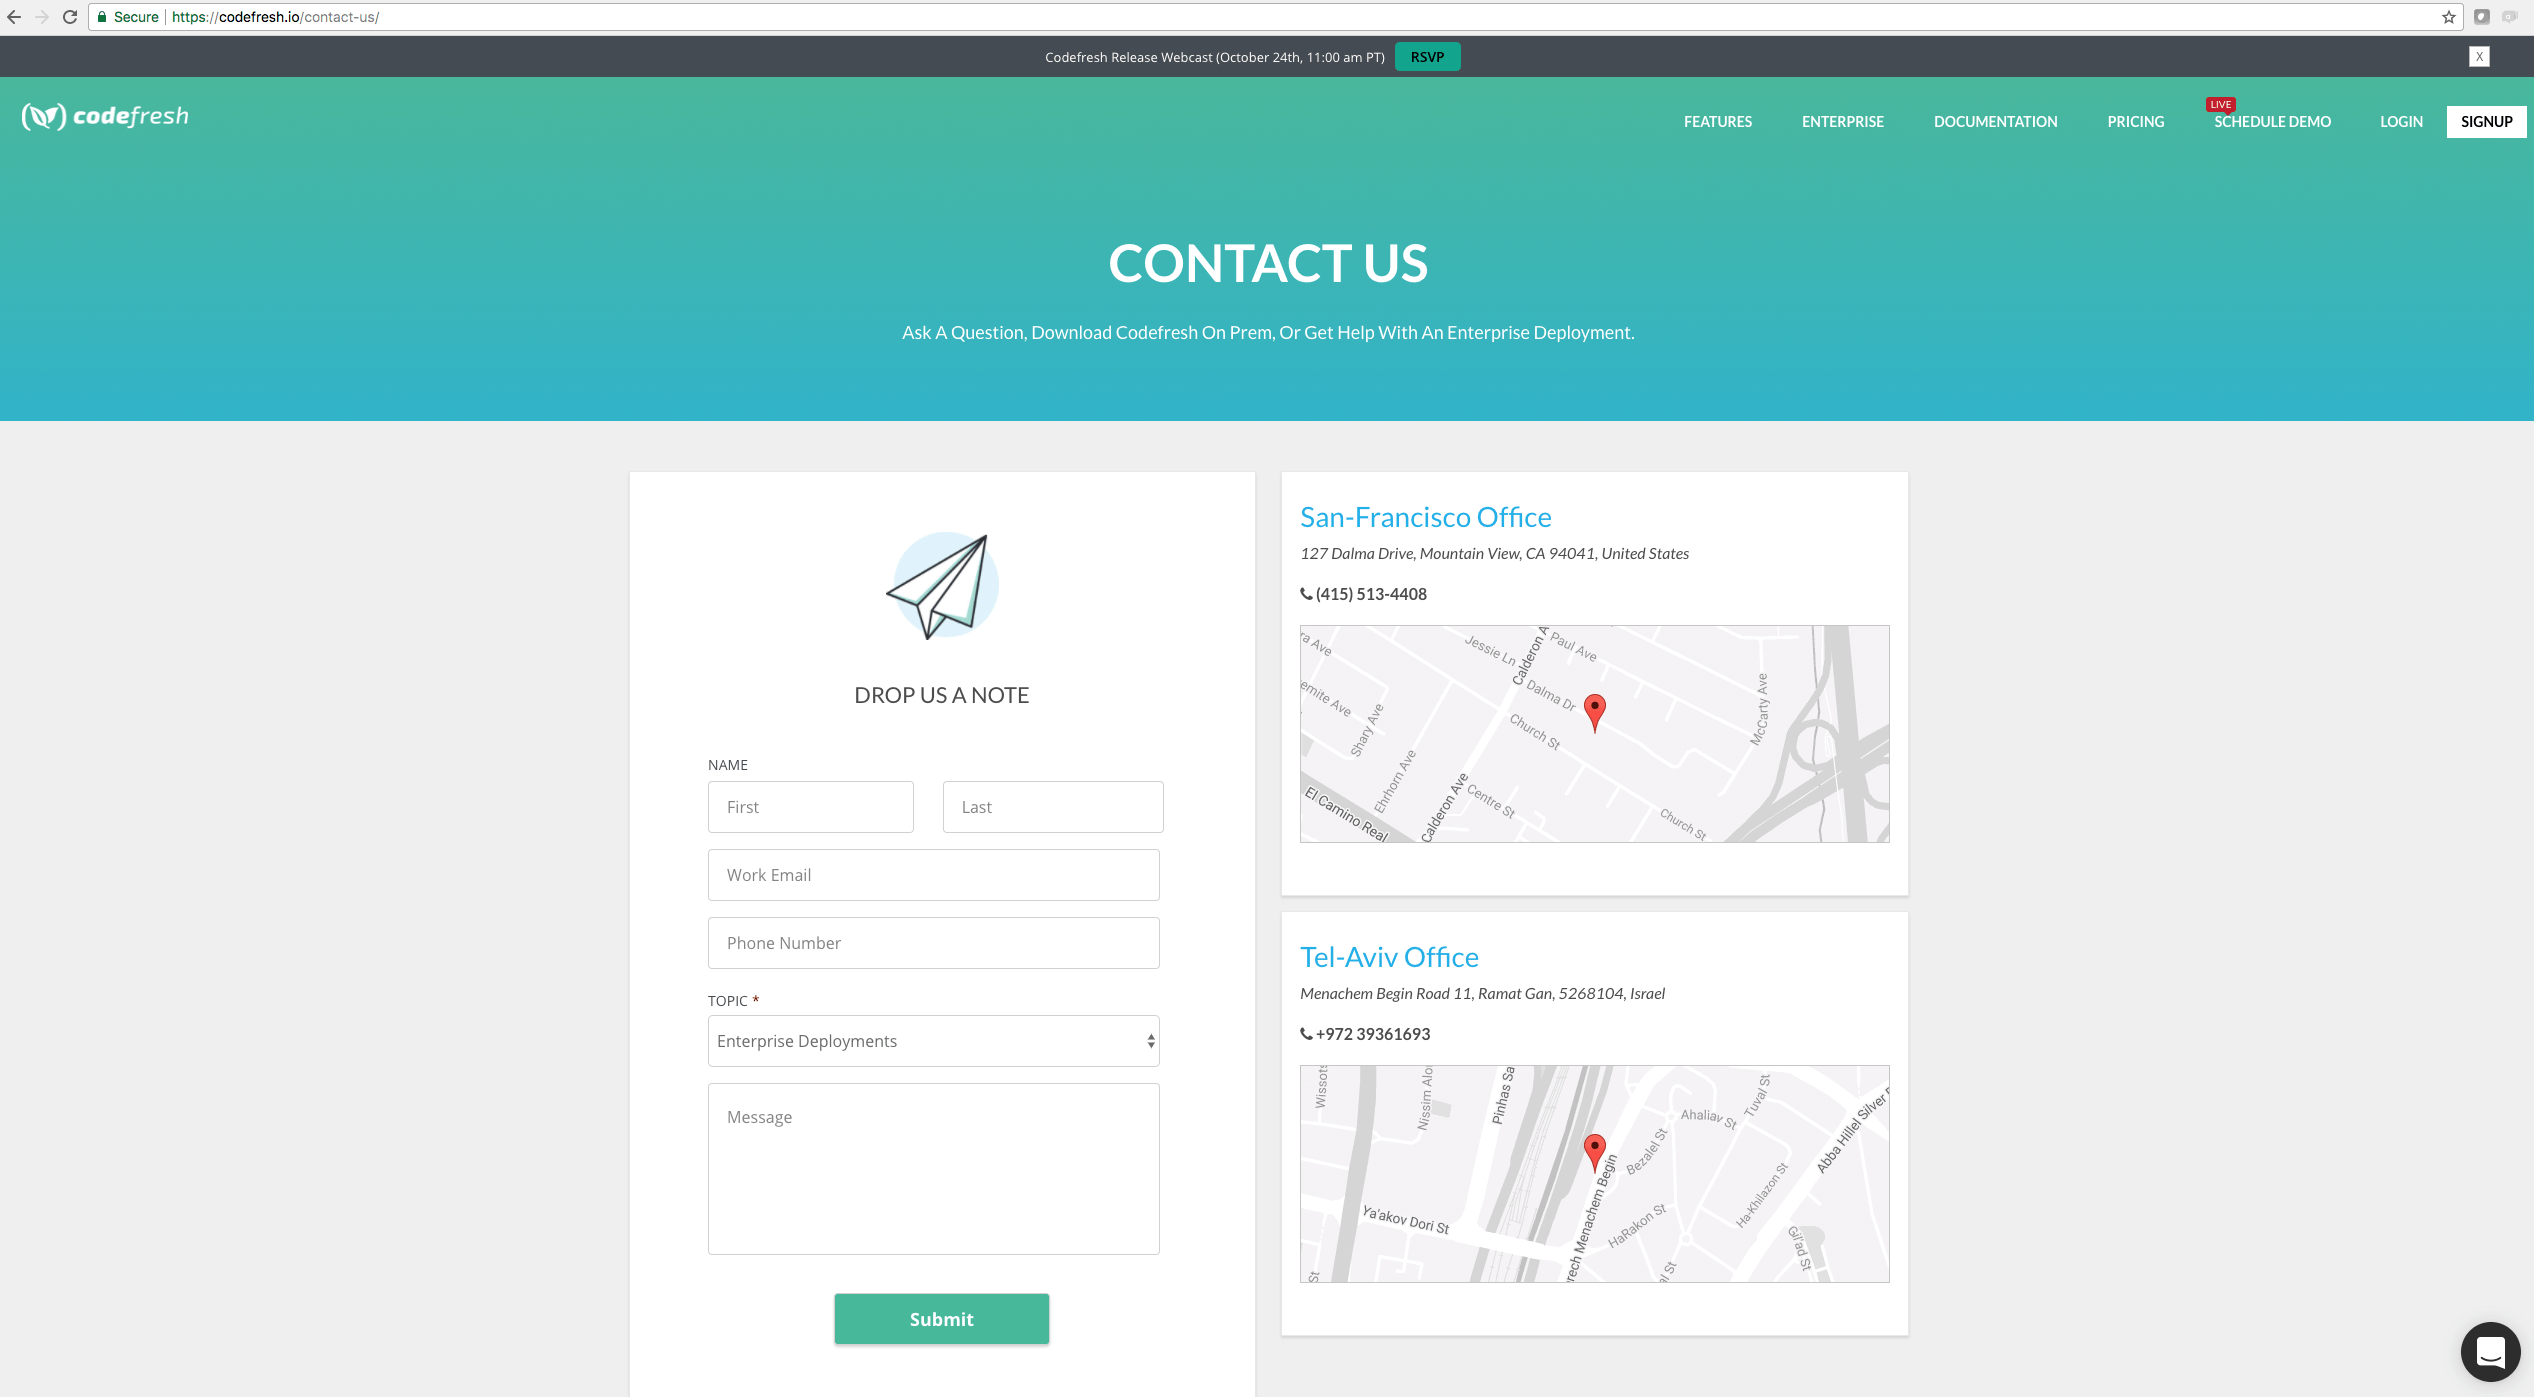 Secure https://codefresh.io/contact-us/
Codefresh Release Webcast (October 24th, 11:00 am PT) RSVP X
codefresh
LIVE
FEATURES ENTERPRISE DOCUMENTATION PRICING SCHEDULE DEMO LOGIN SIGNUP
CONTACT US
Ask A Question, Download Codefresh On Prem, Or Get Help With An Enterprise Deployment.
DROP US A NOTE
NAME
First Last
Work Email
Phone Number
TOPIC *
Enterprise Deployments
Message
Submit
San-Francisco Office
127 Dalma Drive, Mountain View, CA 94041, United States
(415) 513-4408
ra Ave
Jessie Ln
Calderon A
Paul Ave
emite Ave
Shary Ave
Dalma Dr
Church St
McCarty Ave
Ehrhorn Ave
El Camino Real
Calderon Ave
Centre St
Church St
Tel-Aviv Office
Menachem Begin Road 11, Ramat Gan, 5268104, Israel
+972 39361693
Wissots
Nissim Alo
Pinhas Sa
Ahaliav St
Tuval St
Abba Hillel Silver
Bezalel St
Ya'akov Dori St
erech Menachem Begin
HaRakon St
Ha-Khilazon St
Gil'ad St
St
al St